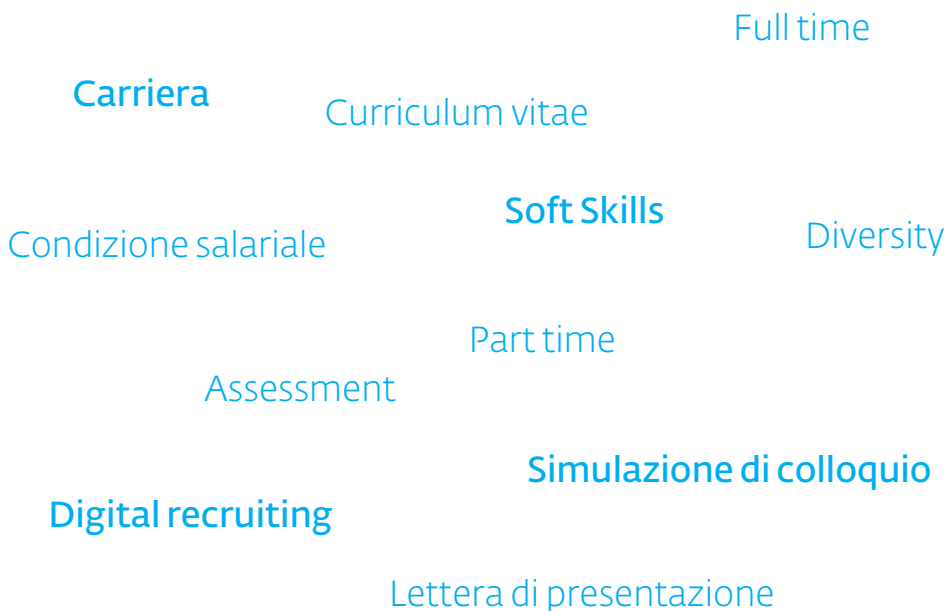 Full time
Carriera
Curriculum vitae
Soft Skills
Diversity
Condizione salariale
Part time
Assessment
Simulazione di colloquio
Digital recruiting
Lettera di presentazione